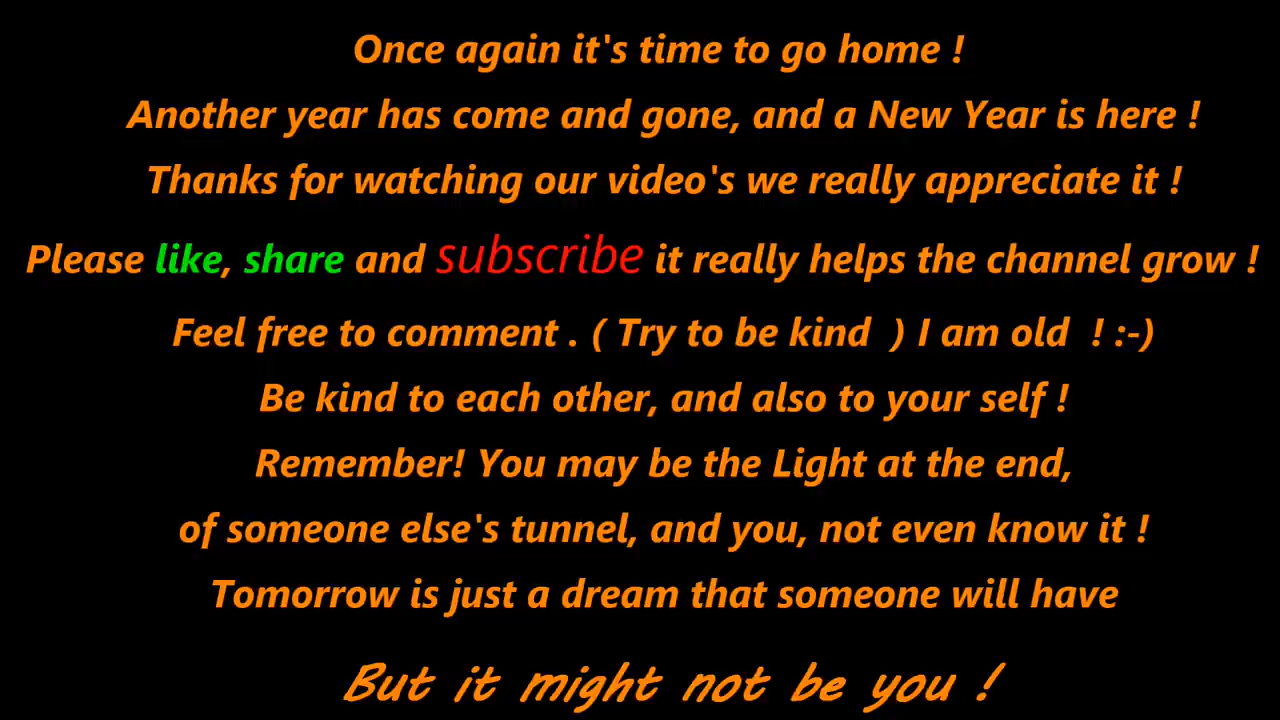 Once again it's time to go home !
Another year has come and gone, and a New Year is here !
Thanks for watching our video's we really appreciate it !
Please like, share and subscribe it really helps the channel grow !
Feel free to comment . ( Try to be kind  ) I am old  ! :-)
Be kind to each other, and also to your self !
Remember! You may be the Light at the end,
of someone else's tunnel, and you, not even know it !
Tomorrow is just a dream that someone will have
But it might not be you !